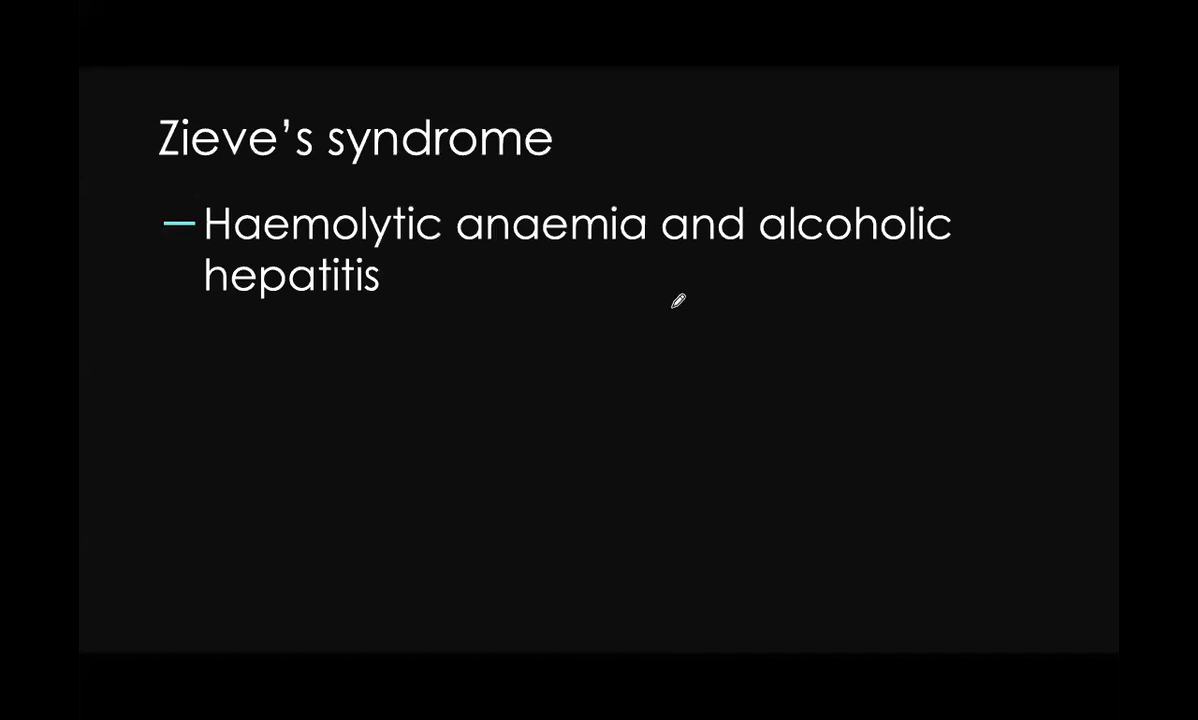 Zieve’s syndrome
– Haemolytic anaemia and alcoholic
hepatitis